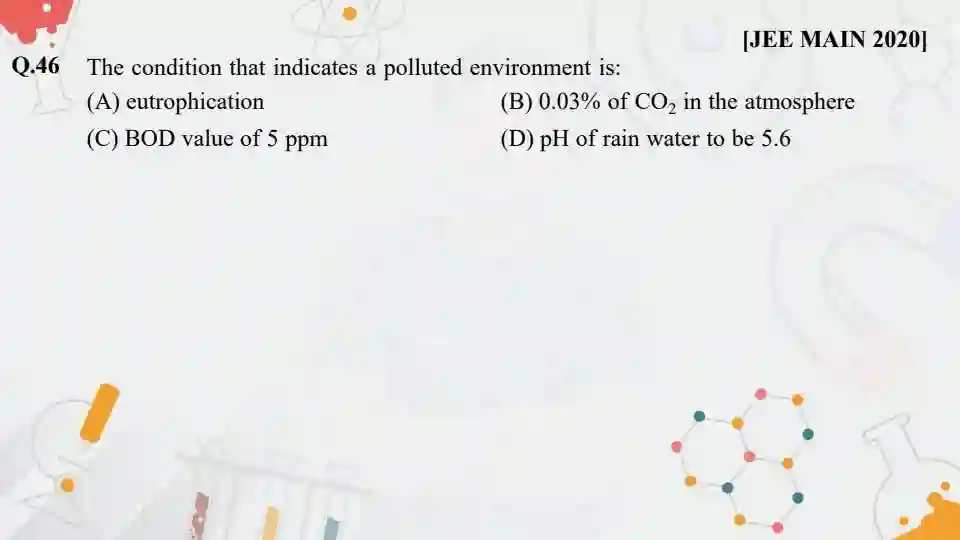 [JEE MAIN 2020]
Q.46 The condition that indicates a polluted environment is:
(A) eutrophication (B) 0.03% of CO₂ in the atmosphere
(C) BOD value of 5 ppm (D) pH of rain water to be 5.6